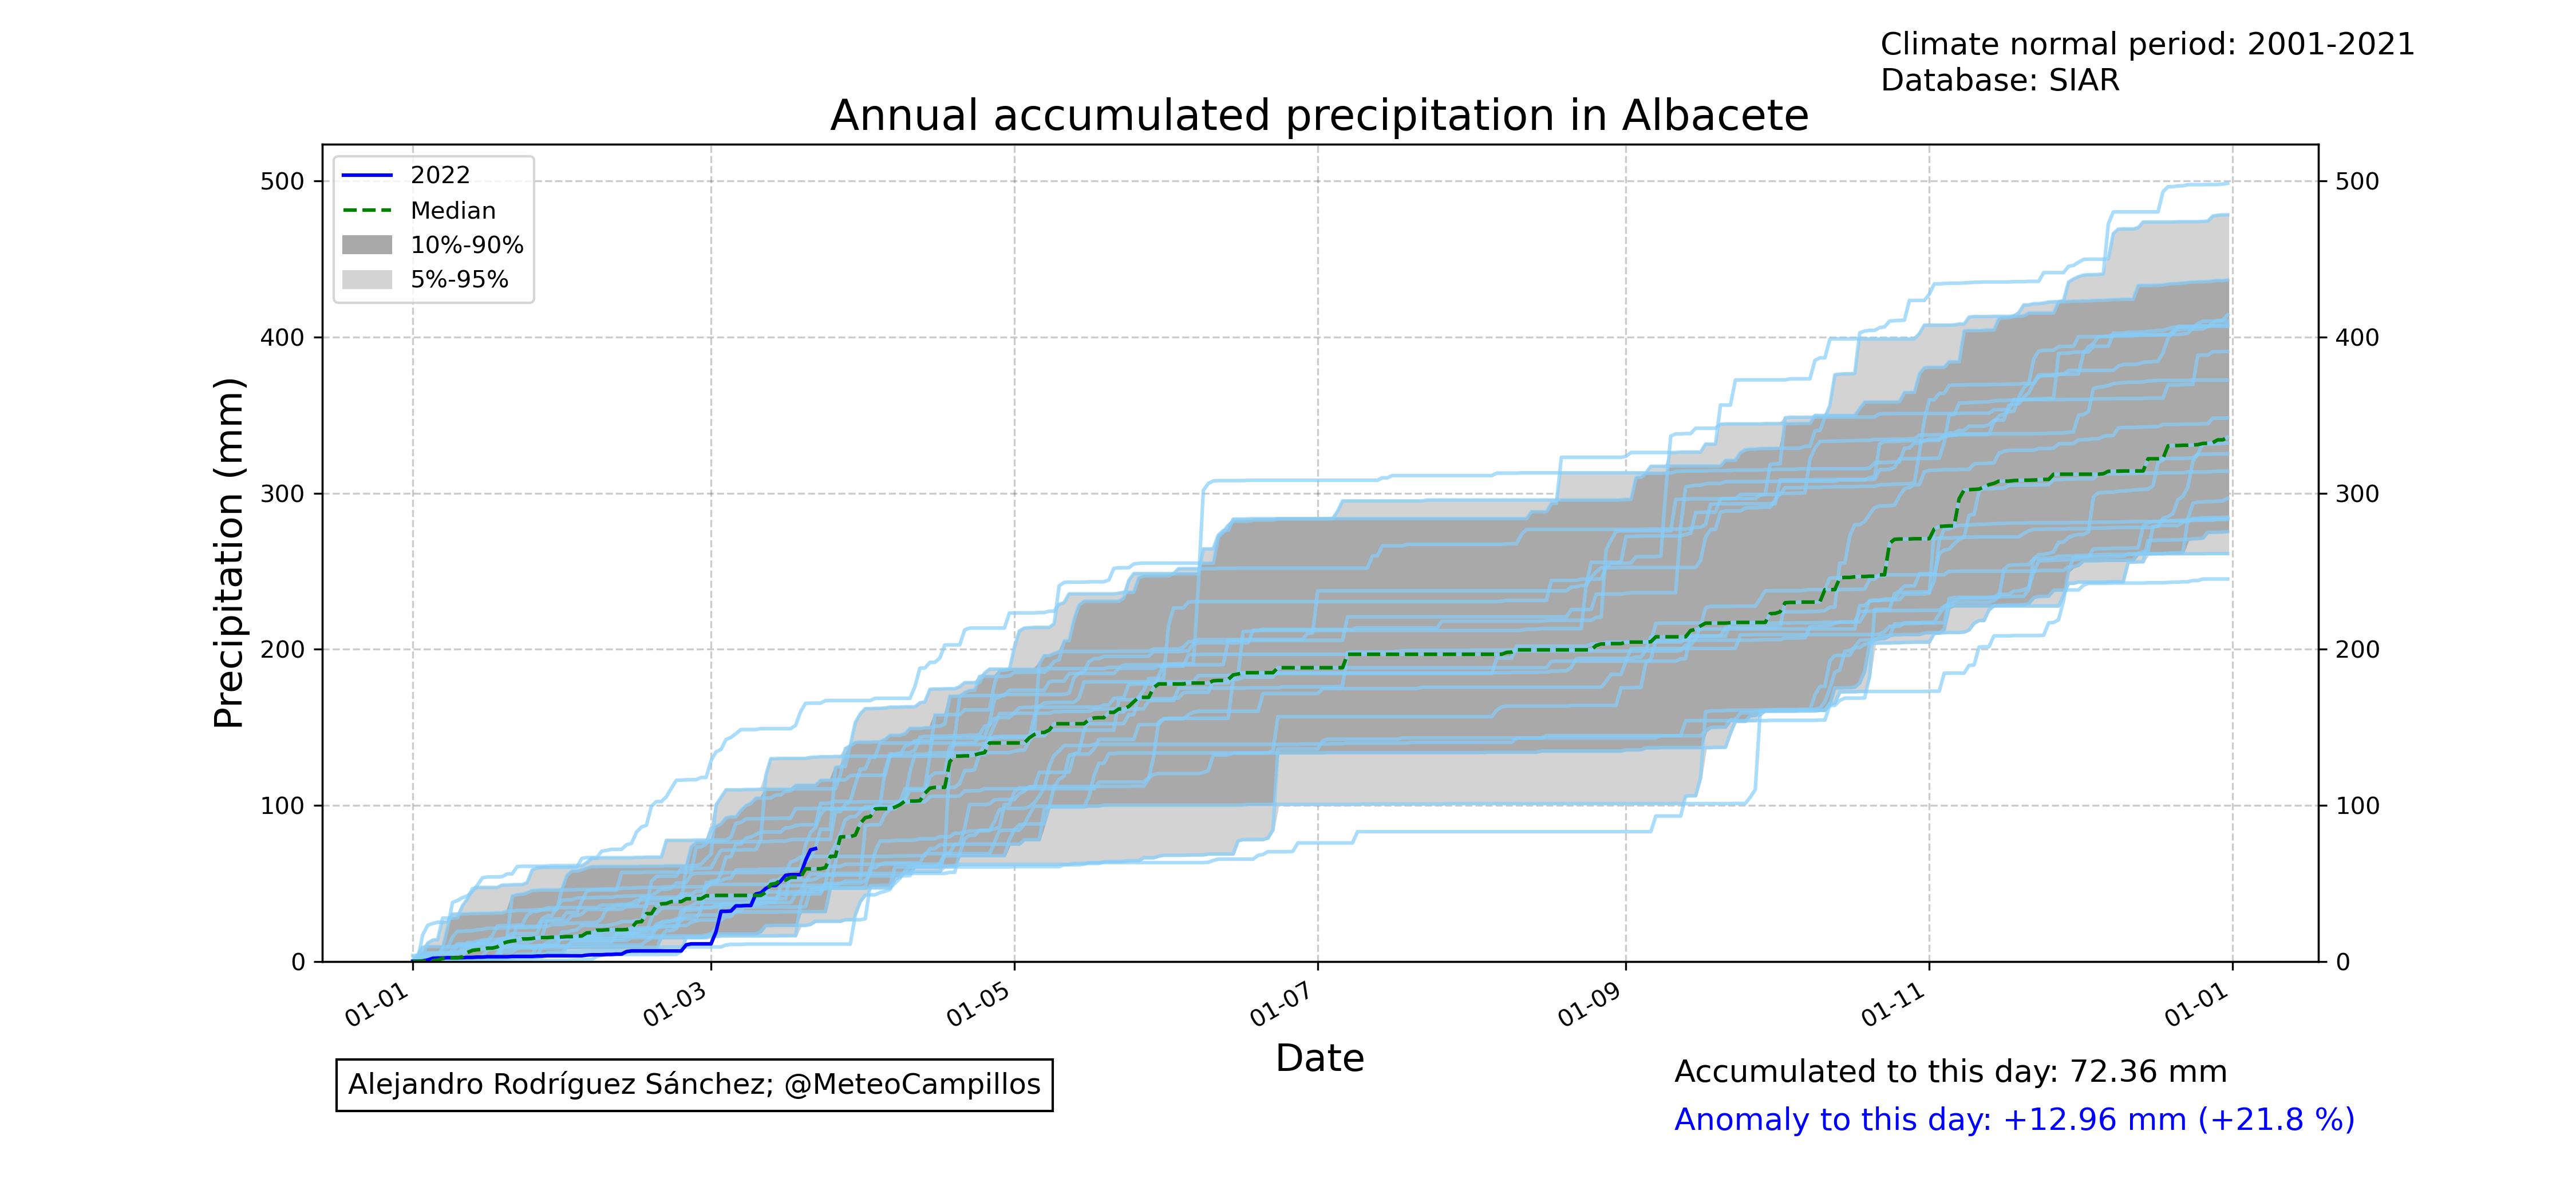 Climate normal period: 2001-2021
Database: SIAR
Annual accumulated precipitation in Albacete
2022
Median
10%-90%
5%-95%
Precipitation (mm)
500
400
300
200
100
0
500
400
300
200
100
0
01-01
01-03
01-05
01-07
01-09
01-11
01-01
Date
Alejandro Rodríguez Sánchez; @MeteoCampillos
Accumulated to this day: 72.36 mm
Anomaly to this day: +12.96 mm (+21.8 %)